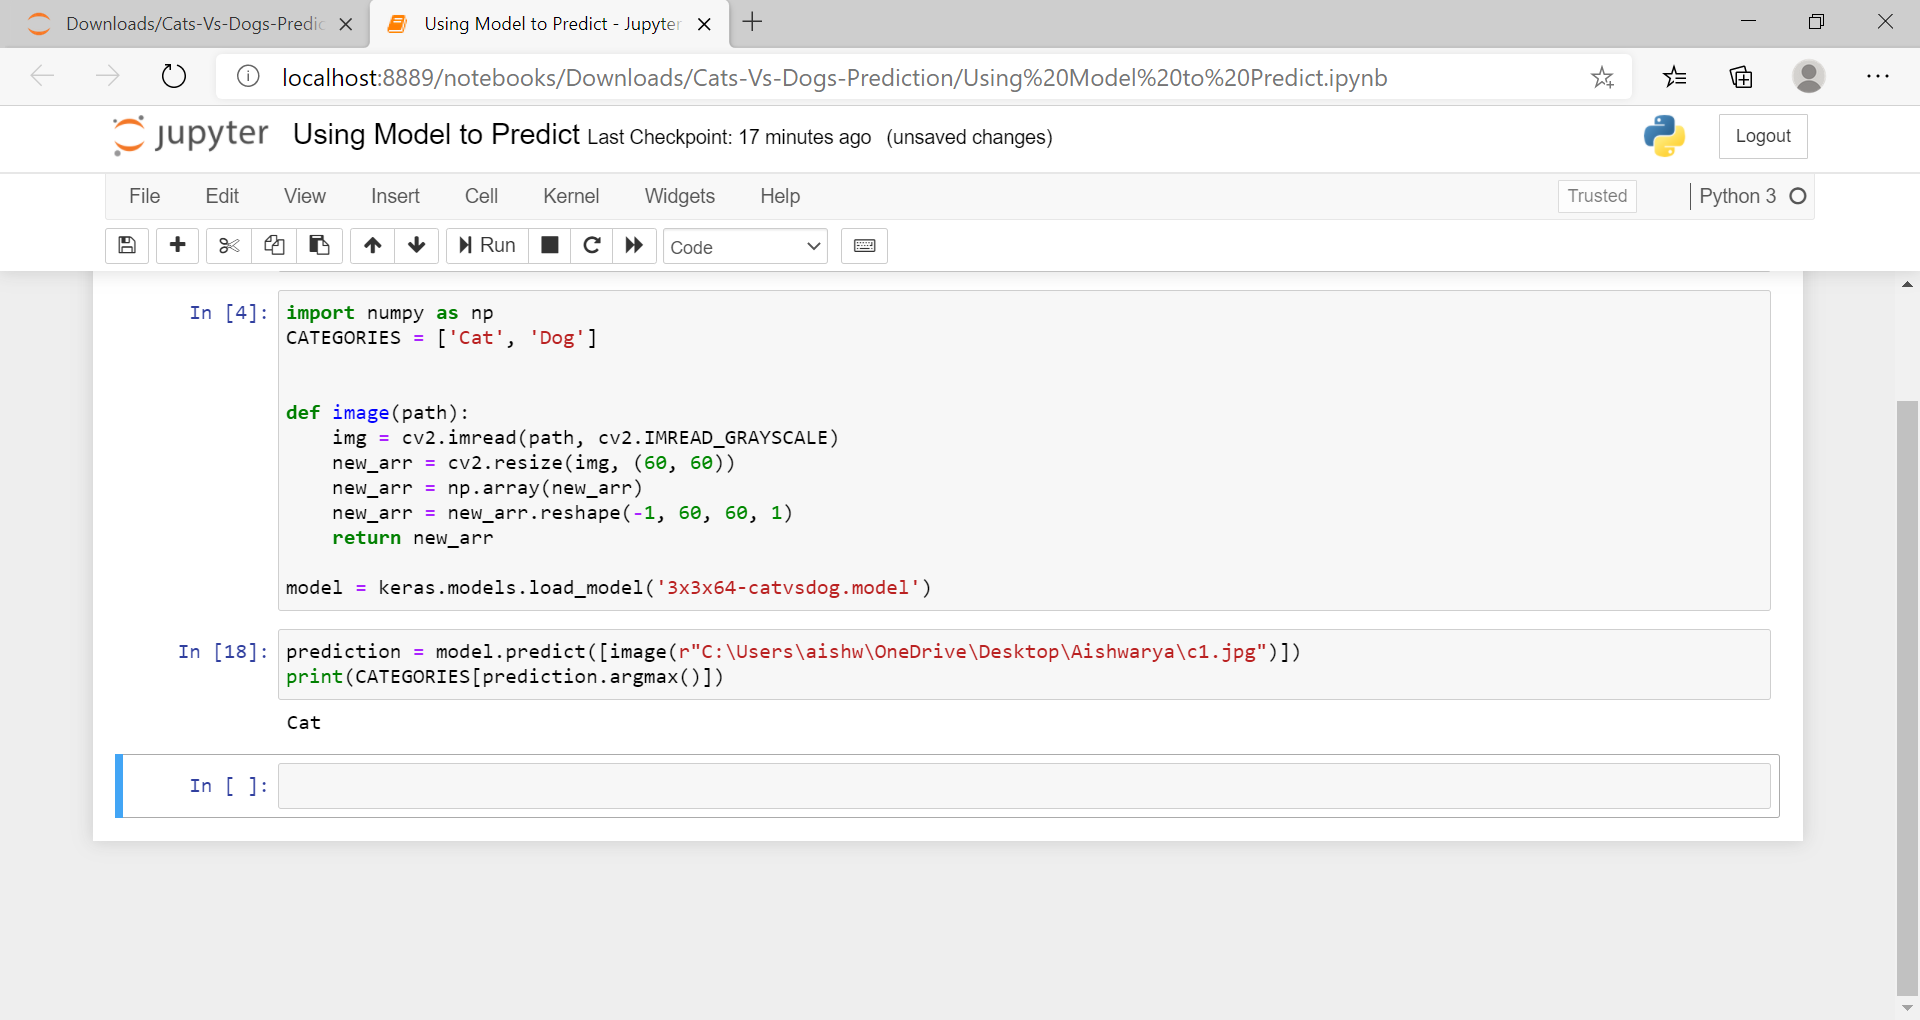 Downloads/Cats-Vs-Dogs-Predic
Using Model to Predict - Jupyter
localhost:8889/notebooks/Downloads/Cats-Vs-Dogs-Prediction/Using%20Model%20to%20Predict.ipynb
jupyter Using Model to Predict Last Checkpoint: 17 minutes ago (unsaved changes) Logout
File Edit View Insert Cell Kernel Widgets Help Trusted Python 3
Run Code
In [4]: import numpy as np
CATEGORIES = ['Cat', 'Dog']
def image(path):
    img = cv2.imread(path, cv2.IMREAD_GRAYSCALE)
    new_arr = cv2.resize(img, (60, 60))
    new_arr = np.array(new_arr)
    new_arr = new_arr.reshape(-1, 60, 60, 1)
    return new_arr
model = keras.models.load_model('3x3x64-catvsdog.model')
In [18]: prediction = model.predict([image(r"C:\Users\aishw\OneDrive\Desktop\Aishwarya\c1.jpg")])
print(CATEGORIES[prediction.argmax()])
Cat
In [ ]: